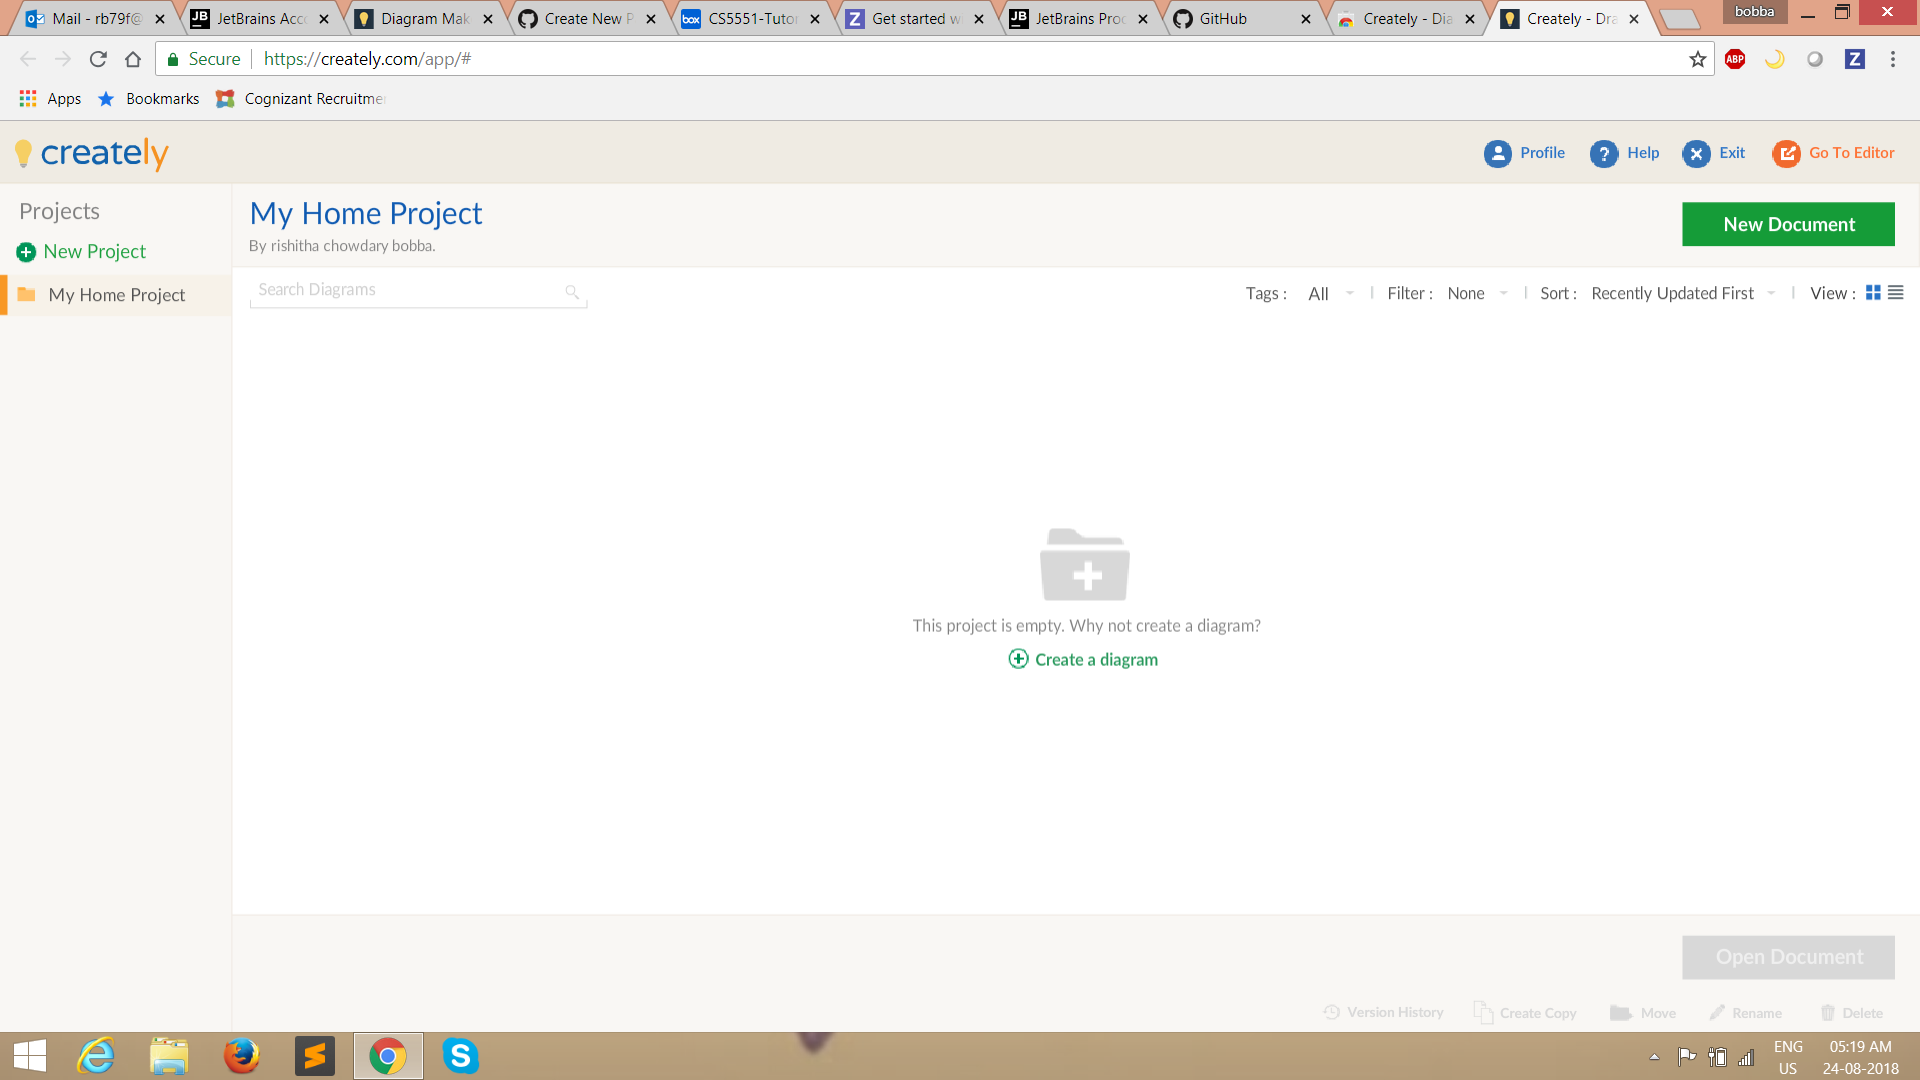 Mail - rb79f@ JetBrains Acc Diagram Mak Create New P CS5551-Tutor Get started w JetBrains Proc GitHub Creately - Dia Creately - Dra bobba
Secure https://creately.com/app/# ABP Z
Apps Bookmarks Cognizant Recruitme
creately Profile ? Help Exit Go To Editor
Projects
New Project
My Home Project
My Home Project
By rishitha chowdary bobba.
New Document
Search Diagrams Tags : All Filter : None Sort : Recently Updated First View :
This project is empty. Why not create a diagram?
Create a diagram
Open Document
Version History Create Copy Move Rename Delete
ENG 05:19 AM
US 24-08-2018